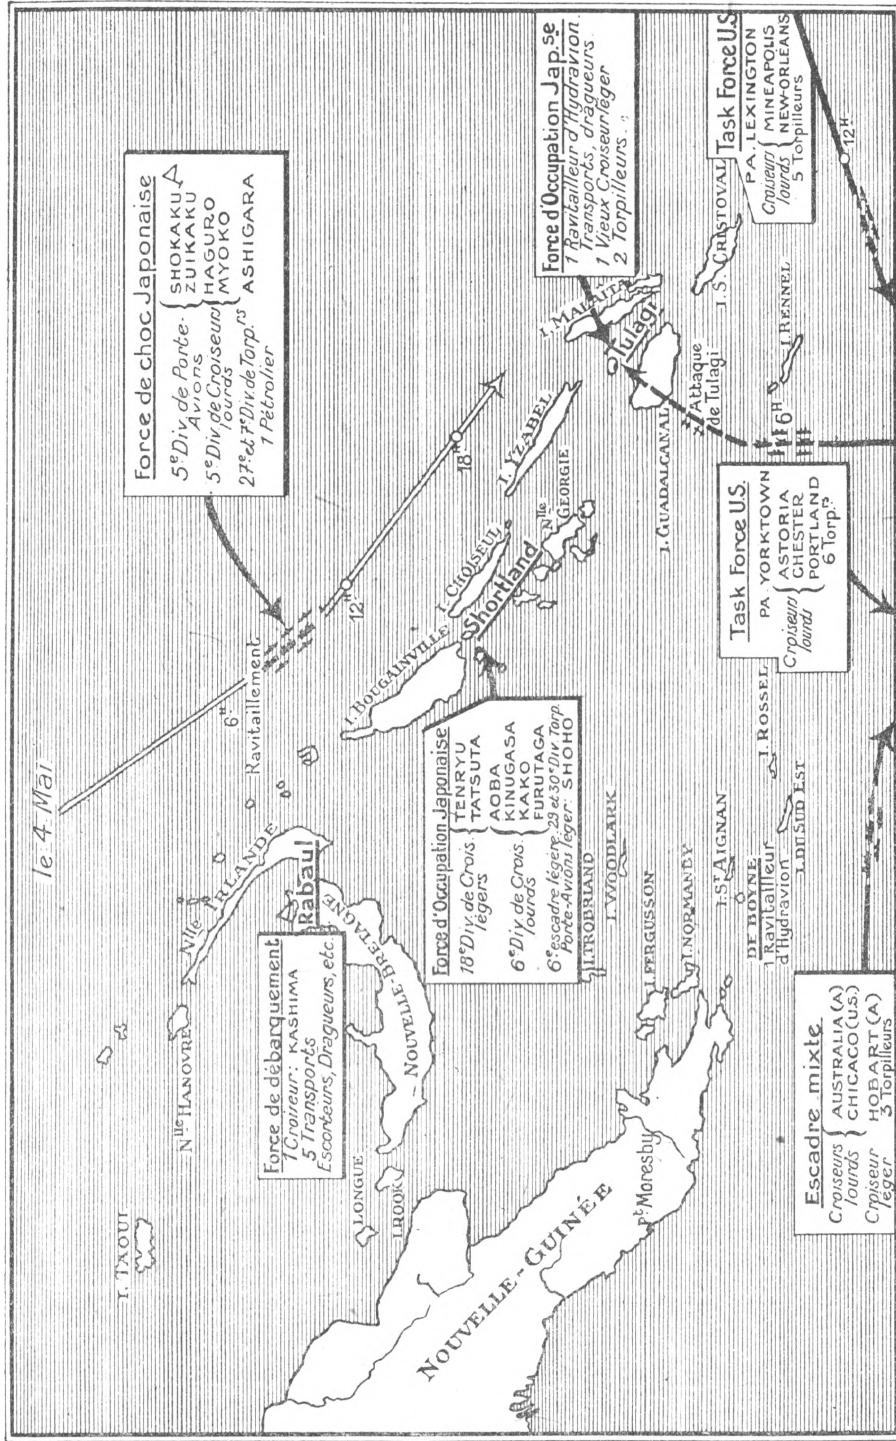 le 4 Mai
Force de choc Japonaise
5e Div. de Porte-Avions { SHOKAKU
ZUIKAKU
5e Div. de Croiseurs lourds { HAGURO
MYOKO
27e et 7e Div. de Torp.rs ASHIGARA
1 Pétrolier
Force d'Occupation Jap.se
1 Ravitailleur d'Hydravion
Transports, dragueurs
1 Vieux Croiseur léger
2 Torpilleurs
Task Force U.S.
P.A. LEXINGTON
Croiseurs lourds { MINEAPOLIS
NEW-ORLÉANS
5 Torpilleurs
12H
6H
Ravitaillement
12H
18H
I. TAOUI
Nlle HANOVRE
Nlle IRLANDE
Rabaul
NOUVELLE-BRETAGNE
I. LONGUE
I. ROOK
Force de débarquement
1 Croireur: KASHIMA
5 Transports
Escorteurs, Dragueurs, etc.
I. BOUGAINVILLE
I. CHOISEUL
Shortland
I. YZABEL
Nlle GEORGIE
I. MALAITA
Tulagi
I. GUADALCANAL
Attaque
de Tulagi
I. S. CRISTOVAL
I. RENNEL
6H
Force d'Occupation Japonaise
18e Div. de Crois. légers { TENRYU
TATSUTA
6e Div. de Crois. lourds { AOBA
KINUGASA
KAKO
FURUTAGA
6e escadre légère, 29 et 30e Div. Torp.
Porte-Avions léger: SHOHO
Task Force U.S.
P.A. YORKTOWN
Croiseurs lourds { ASTORIA
CHESTER
PORTLAND
6 Torp.rs
NOUVELLE-GUINÉE
Pt. Moresby
I. TROBRIAND
I. WOODLARK
I. FERGUSSON
I. NORMANDY
I. ST AIGNAN
DE BOYNE
1 Ravitailleur
d'Hydravion
I. ROSSEL
I. DU SUD EST
Escadre mixte
Croiseurs lourds { AUSTRALIA (A)
CHICACO (U.S.)
Croiseur léger HOBART (A)
3 Torpilleurs